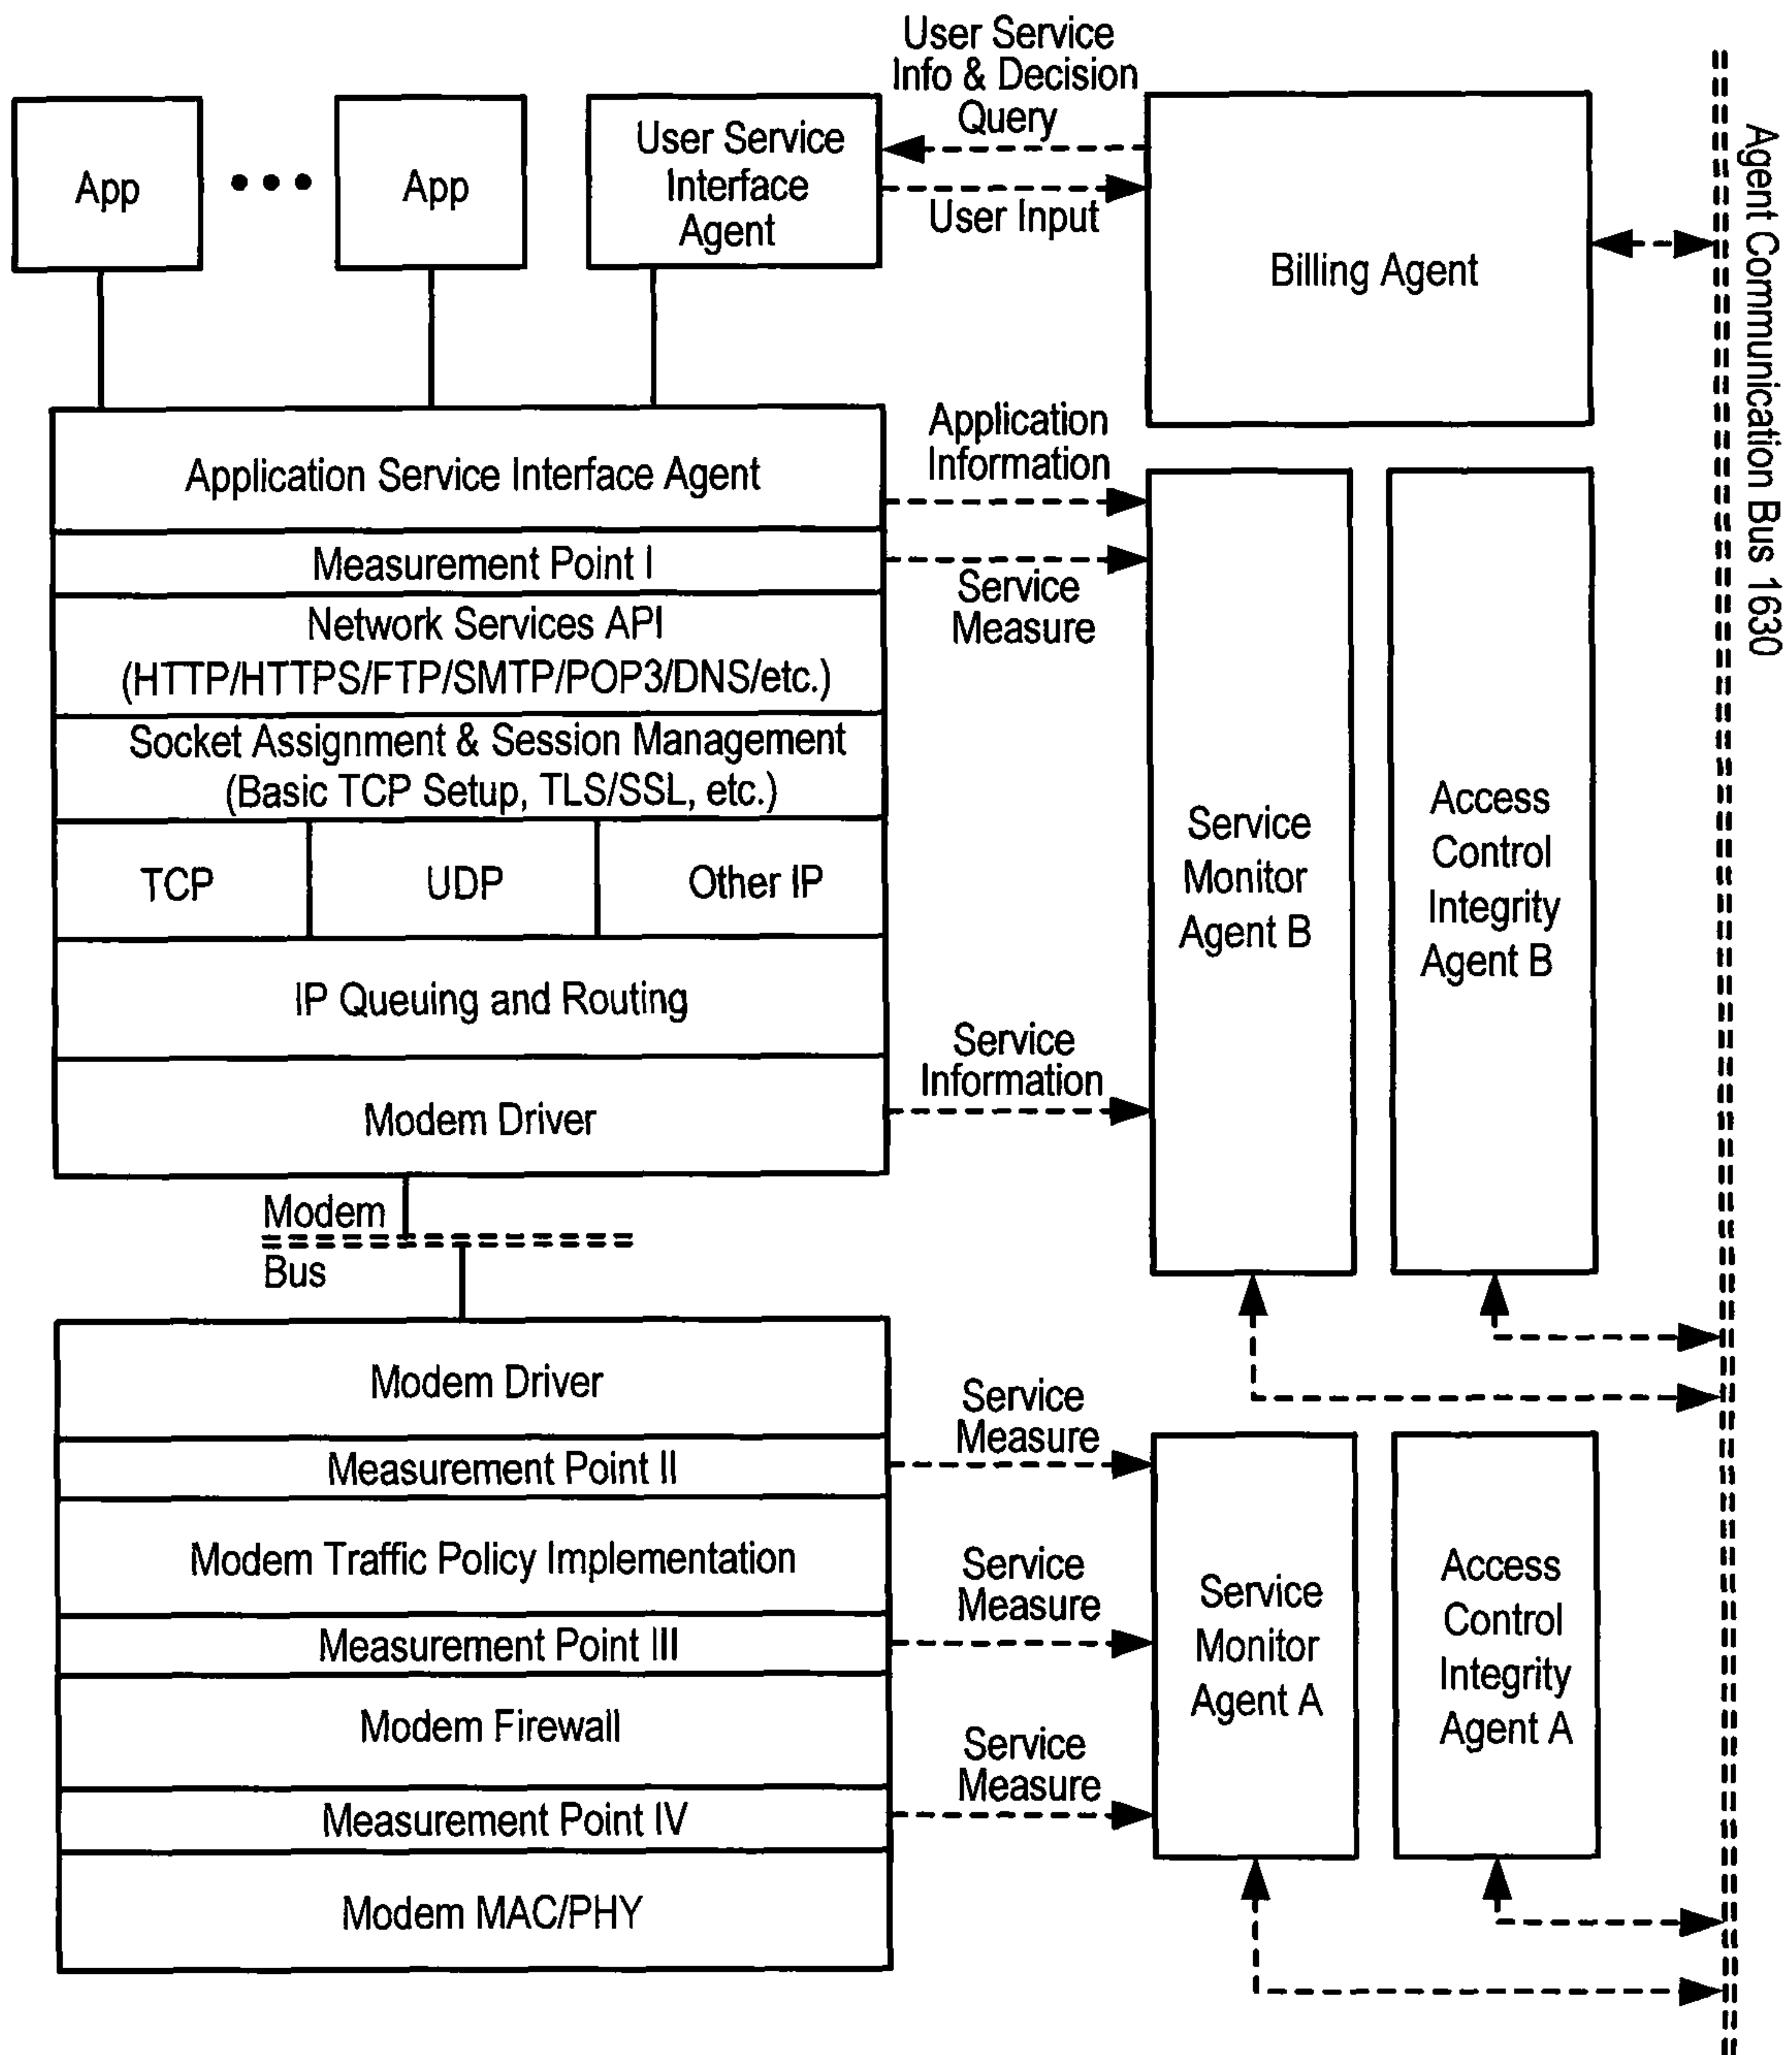 User Service
Info & Decision
Query
App
App
User Service
Interface
Agent
User Input
Billing Agent
Agent Communication Bus 1630
Application Service Interface Agent
Application
Information
Measurement Point I
Service
Measure
Network Services API
(HTTP/HTTPS/FTP/SMTP/POP3/DNS/etc.)
Socket Assignment & Session Management
(Basic TCP Setup, TLS/SSL, etc.)
TCP
UDP
Other IP
IP Queuing and Routing
Service
Information
Modem Driver
Service
Monitor
Agent B
Access
Control
Integrity
Agent B
Modem
Bus
Modem Driver
Service
Measure
Measurement Point II
Modem Traffic Policy Implementation
Service
Measure
Measurement Point III
Modem Firewall
Service
Measure
Measurement Point IV
Modem MAC/PHY
Service
Monitor
Agent A
Access
Control
Integrity
Agent A